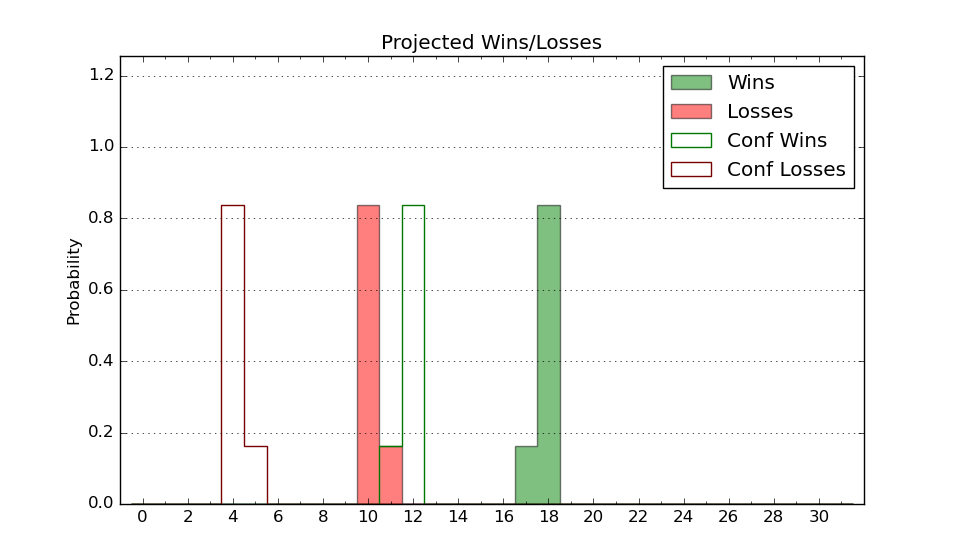 Projected Wins/Losses
Probability
1.2
1.0
0.8
0.6
0.4
0.2
0.0
0 2 4 6 8 10 12 14 16 18 20 22 24 26 28 30
Wins
Losses
Conf Wins
Conf Losses